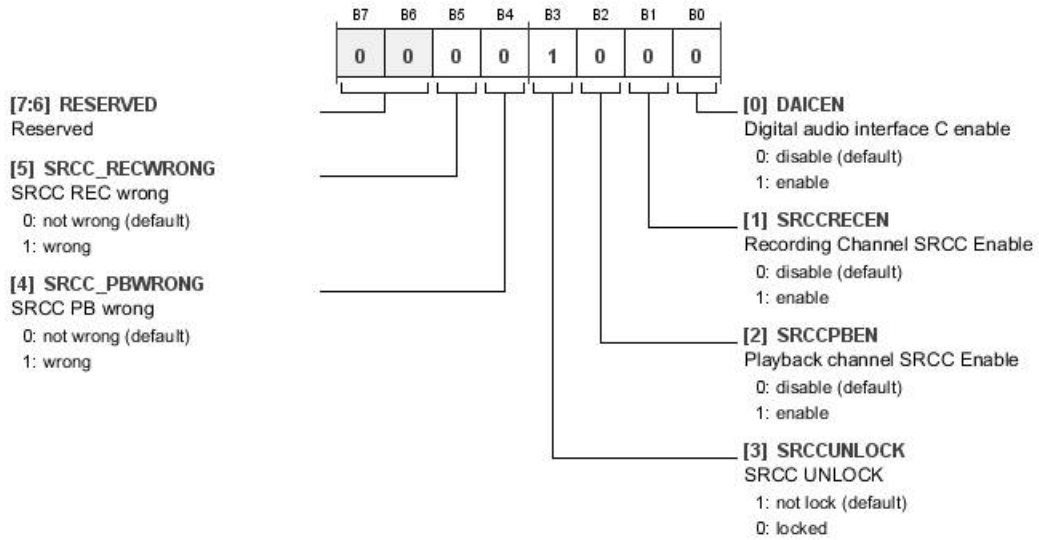 B7 B6 B5 B4 B3 B2 B1 B0
0 0 0 0 1 0 0 0
[7:6] RESERVED
Reserved
[5] SRCC_RECWRONG
SRCC REC wrong
0: not wrong (default)
1: wrong
[4] SRCC_PBWRONG
SRCC PB wrong
0: not wrong (default)
1: wrong
[0] DAICEN
Digital audio interface C enable
0: disable (default)
1: enable
[1] SRCCRECEN
Recording Channel SRCC Enable
0: disable (default)
1: enable
[2] SRCCPBEN
Playback channel SRCC Enable
0: disable (default)
1: enable
[3] SRCCUNLOCK
SRCC UNLOCK
1: not lock (default)
0: locked